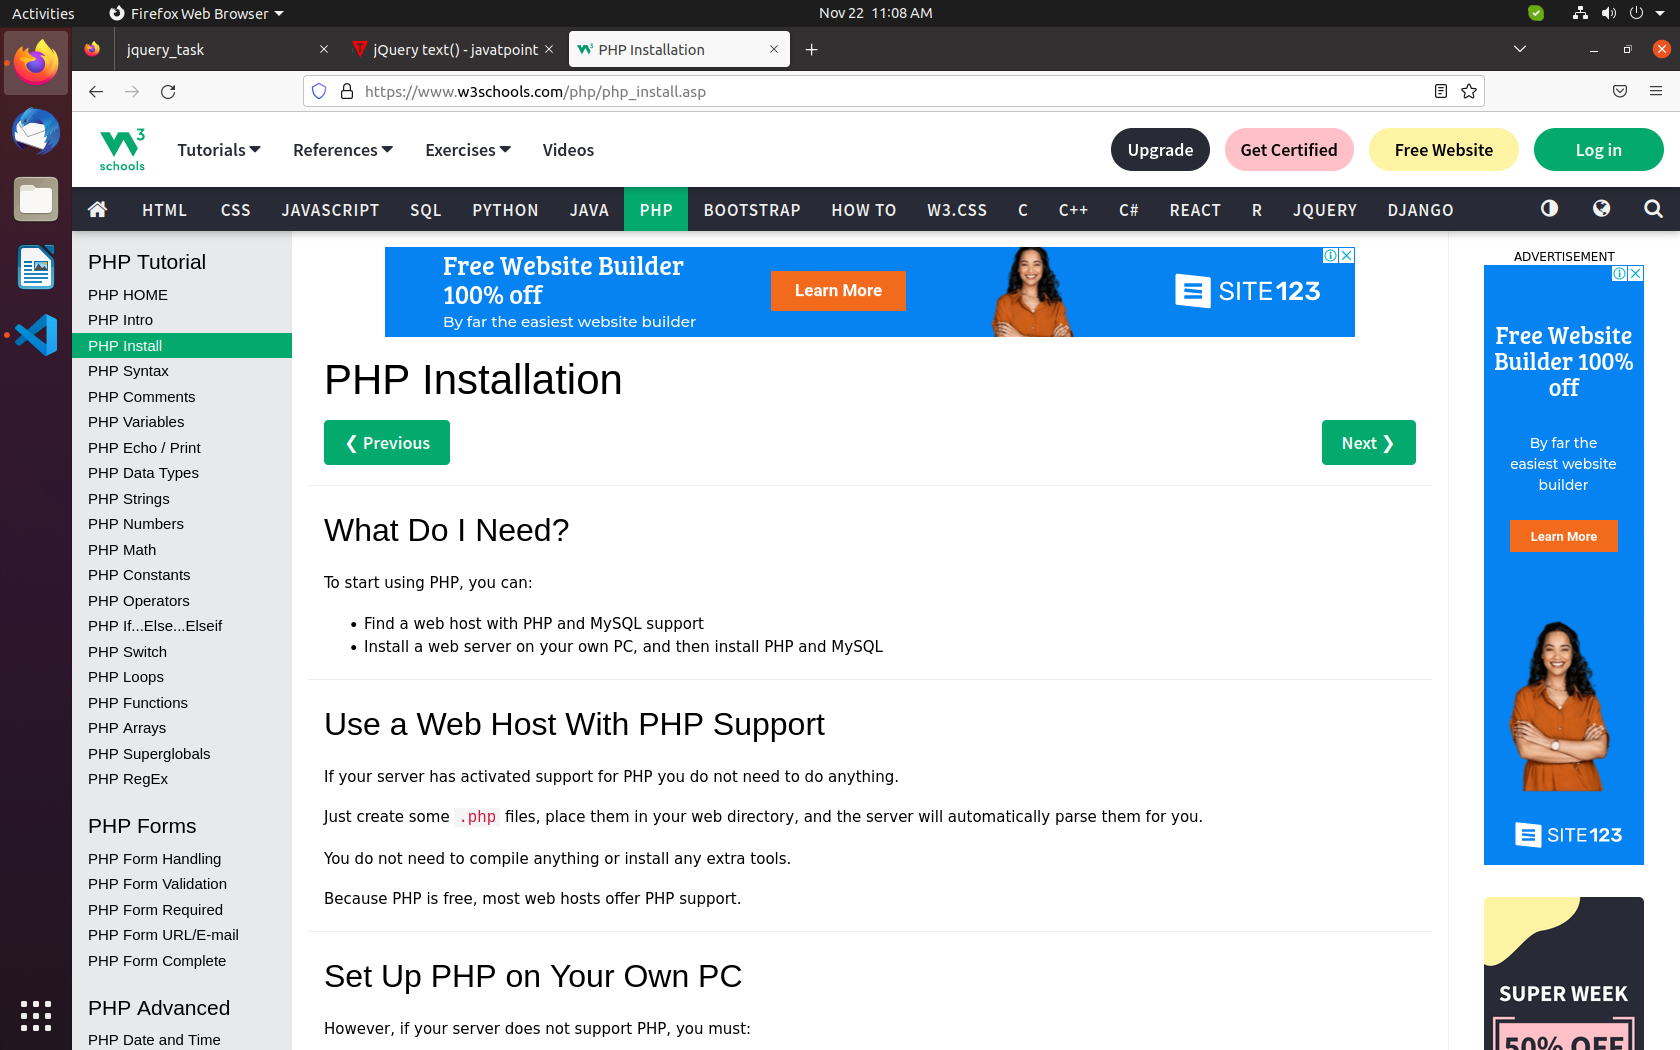 Activities
Firefox Web Browser
Nov 22 11:08 AM
jquery_task
jQuery text() - javatpoint
PHP Installation
https://www.w3schools.com/php/php_install.asp
3
schools
Tutorials
References
Exercises
Videos
Upgrade
Get Certified
Free Website
Log in
HTML
CSS
JAVASCRIPT
SQL
PYTHON
JAVA
PHP
BOOTSTRAP
HOW TO
W3.CSS
C
C++
C#
REACT
R
JQUERY
DJANGO
PHP Tutorial
PHP HOME
PHP Intro
PHP Install
PHP Syntax
PHP Comments
PHP Variables
PHP Echo / Print
PHP Data Types
PHP Strings
PHP Numbers
PHP Math
PHP Constants
PHP Operators
PHP If...Else...Elseif
PHP Switch
PHP Loops
PHP Functions
PHP Arrays
PHP Superglobals
PHP RegEx
PHP Forms
PHP Form Handling
PHP Form Validation
PHP Form Required
PHP Form URL/E-mail
PHP Form Complete
PHP Advanced
PHP Date and Time
Free Website Builder
100% off
By far the easiest website builder
Learn More
SITE123
PHP Installation
❮ Previous
Next ❯
What Do I Need?
To start using PHP, you can:
• Find a web host with PHP and MySQL support
• Install a web server on your own PC, and then install PHP and MySQL
Use a Web Host With PHP Support
If your server has activated support for PHP you do not need to do anything.
Just create some .php files, place them in your web directory, and the server will automatically parse them for you.
You do not need to compile anything or install any extra tools.
Because PHP is free, most web hosts offer PHP support.
Set Up PHP on Your Own PC
However, if your server does not support PHP, you must:
ADVERTISEMENT
Free Website
Builder 100%
off
By far the
easiest website
builder
Learn More
SITE123
SUPER WEEK
50% OFF